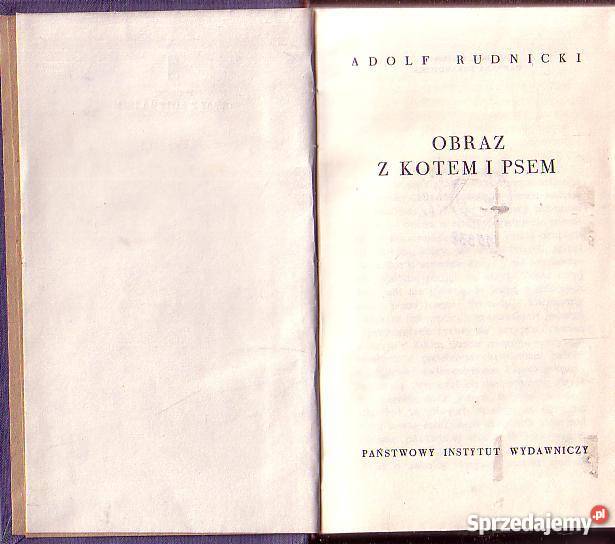 ADOLF RUDNICKI
OBRAZ
Z KOTEM I PSEM
PAŃSTWOWY INSTYTUT WYDAWNICZY
Sprzedajemy.pl